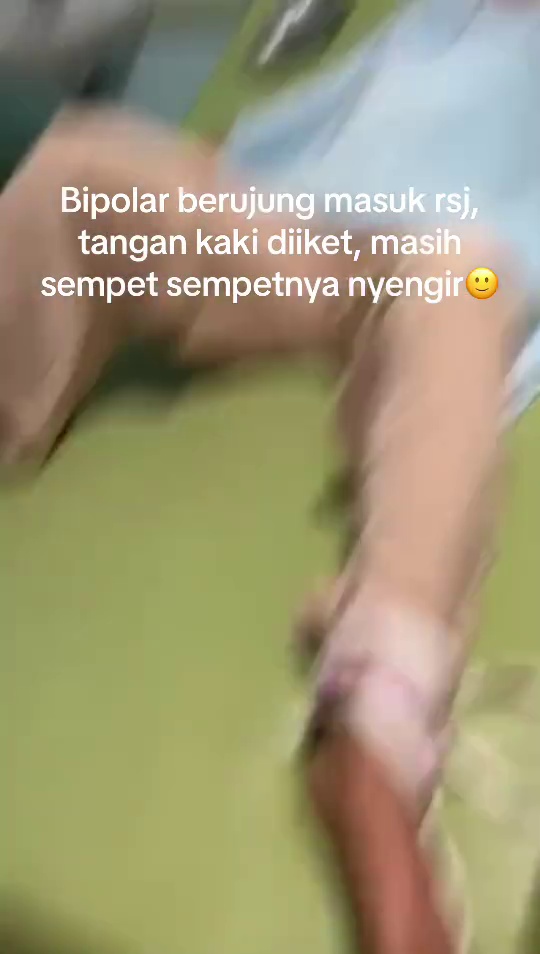 Bipolar berujung masuk rsj,
tangan kaki diiket, masih
sempet sempetnya nyengir🙂